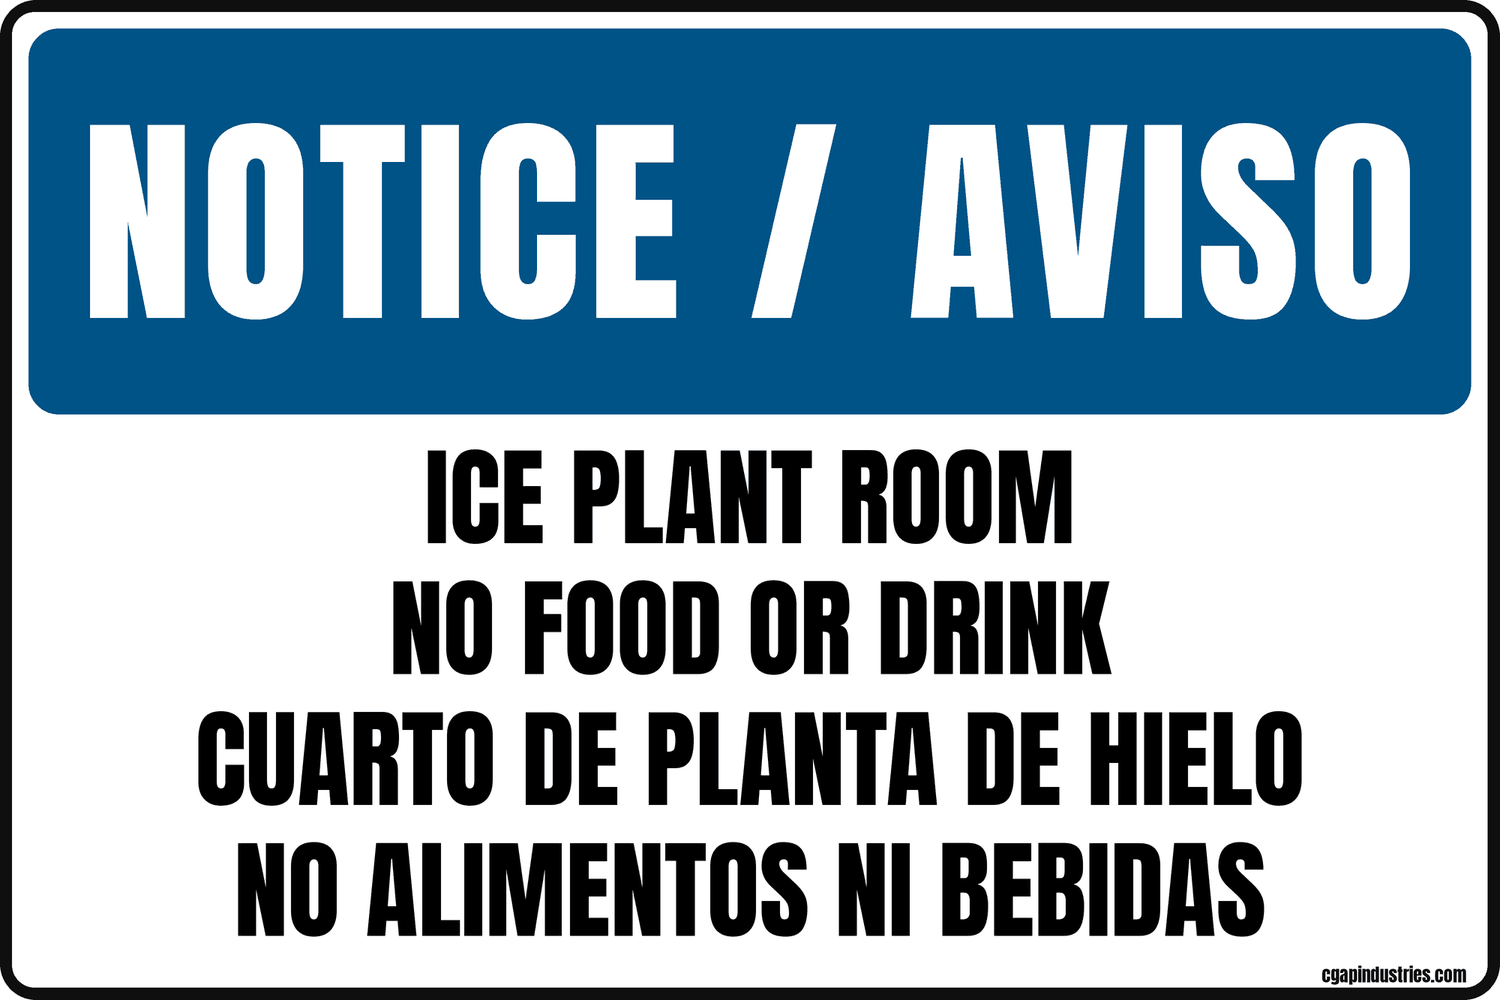 NOTICE / AVISO
ICE PLANT ROOM
NO FOOD OR DRINK
CUARTO DE PLANTA DE HIELO
NO ALIMENTOS NI BEBIDAS
cgapindustries.com